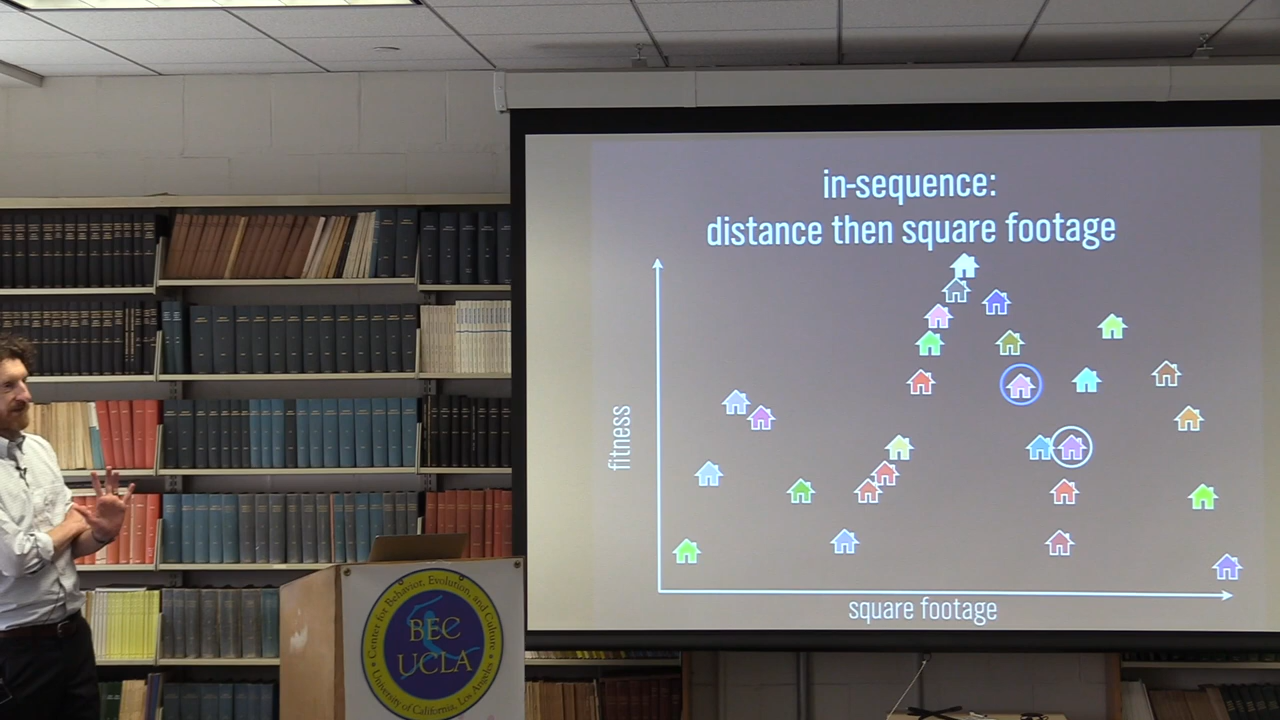 in-sequence:
distance then square footage
fitness
square footage
Center for Behavior, Evolution, and Culture
BEC
UCLA
University of California, Los Angeles